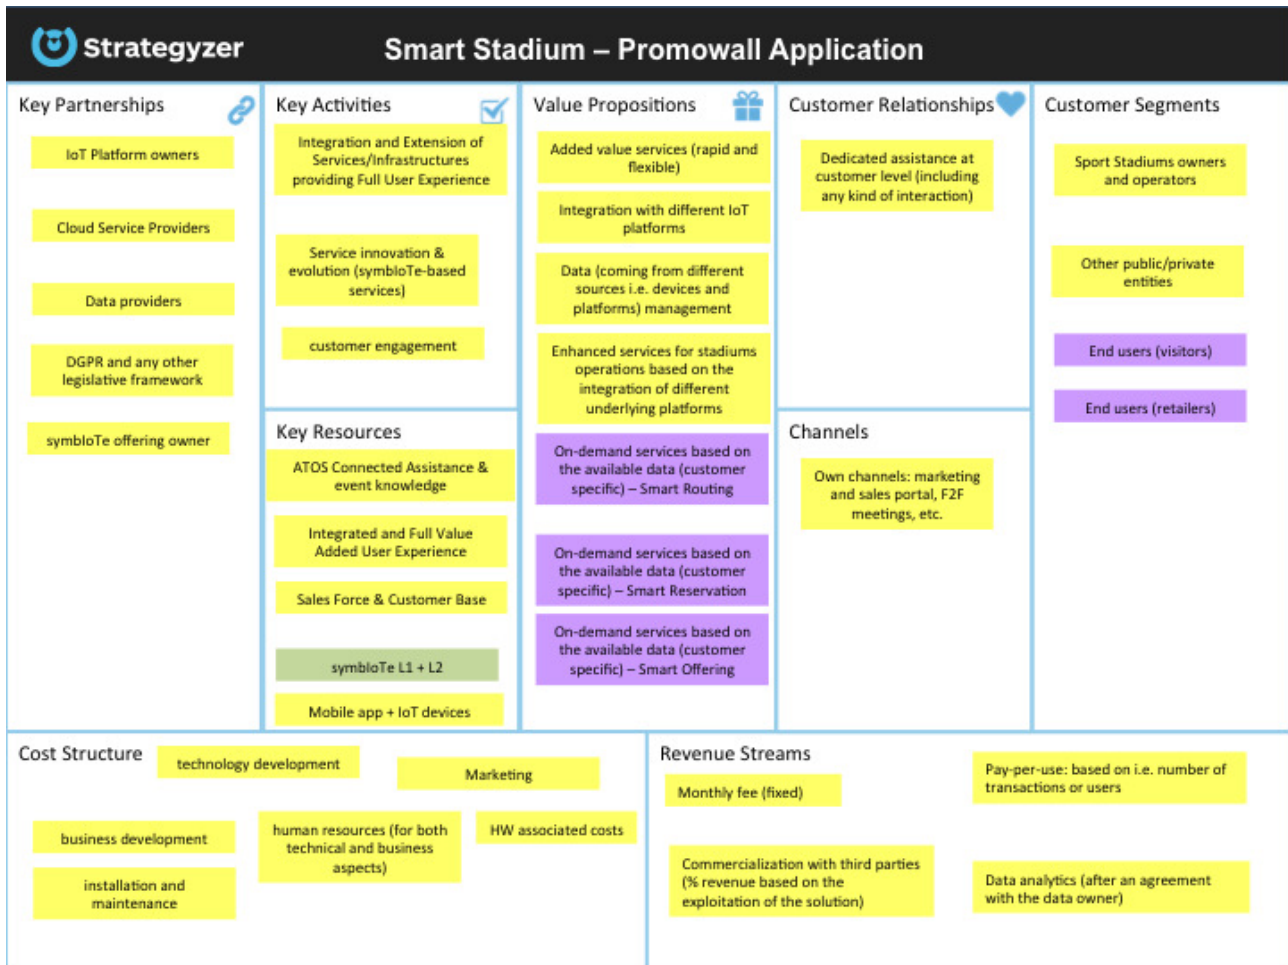 Strategyzer
Smart Stadium – Promowall Application
Key Partnerships
IoT Platform owners
Cloud Service Providers
Data providers
DGPR and any other
legislative framework
symbIoTe offering owner
Key Activities
Integration and Extension of
Services/Infrastructures
providing Full User Experience
Service innovation &
evolution (symbIoTe-based
services)
customer engagement
Key Resources
ATOS Connected Assistance &
event knowledge
Integrated and Full Value
Added User Experience
Sales Force & Customer Base
symbIoTe L1 + L2
Mobile app + IoT devices
Value Propositions
Added value services (rapid and
flexible)
Integration with different IoT
platforms
Data (coming from different
sources i.e. devices and
platforms) management
Enhanced services for stadiums
operations based on the
integration of different
underlying platforms
On-demand services based on
the available data (customer
specific) – Smart Routing
On-demand services based on
the available data (customer
specific) – Smart Reservation
On-demand services based on
the available data (customer
specific) – Smart Offering
Customer Relationships
Dedicated assistance at
customer level (including
any kind of interaction)
Channels
Own channels: marketing
and sales portal, F2F
meetings, etc.
Customer Segments
Sport Stadiums owners
and operators
Other public/private
entities
End users (visitors)
End users (retailers)
Cost Structure
technology development
Marketing
business development
human resources (for both
technical and business
aspects)
HW associated costs
installation and
maintenance
Revenue Streams
Monthly fee (fixed)
Pay-per-use: based on i.e. number of
transactions or users
Commercialization with third parties
(% revenue based on the
exploitation of the solution)
Data analytics (after an agreement
with the data owner)